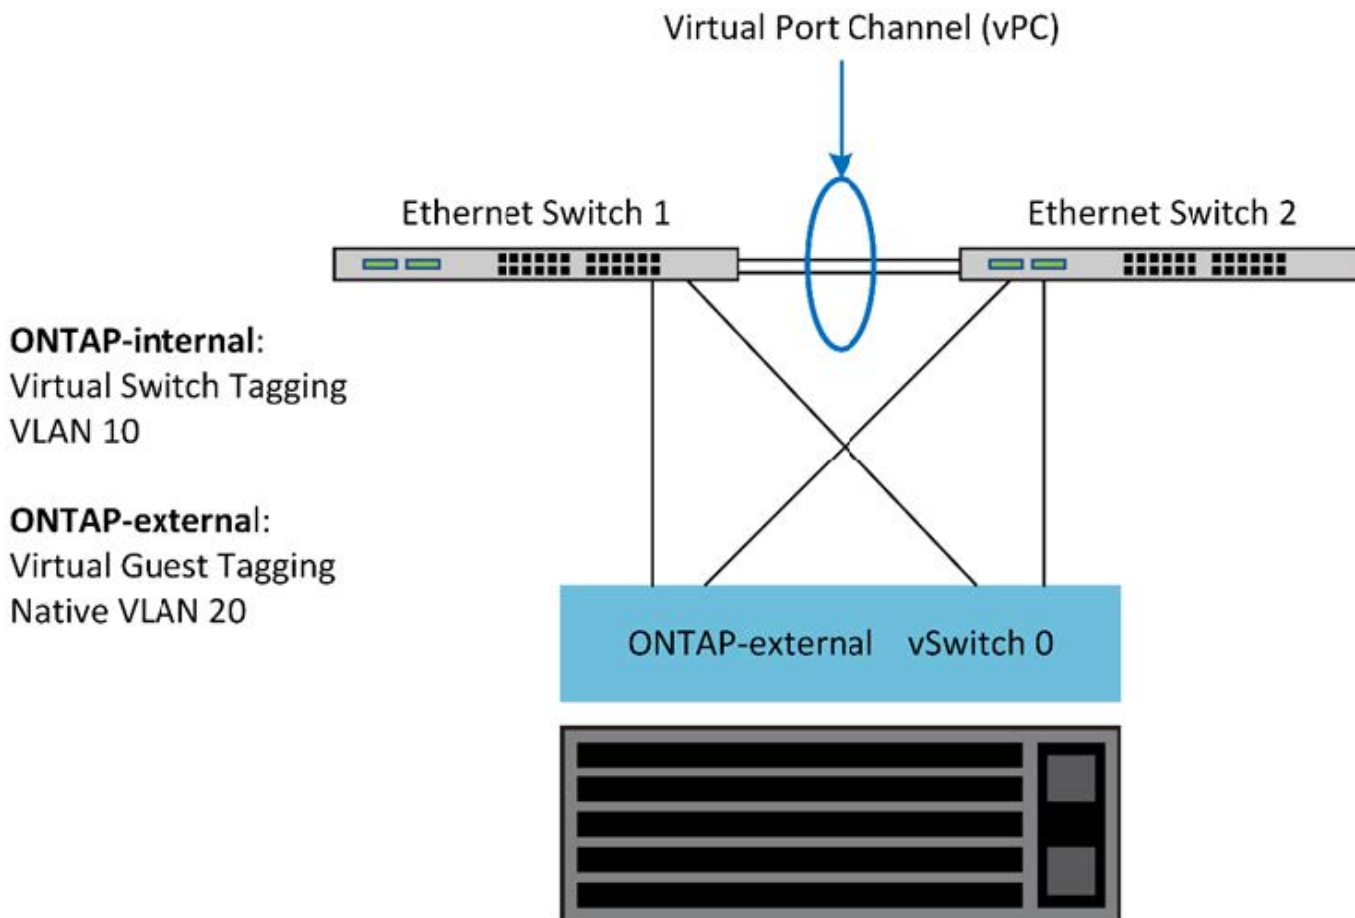 Virtual Port Channel (vPC)
Ethernet Switch 1
Ethernet Switch 2
ONTAP-internal:
Virtual Switch Tagging
VLAN 10
ONTAP-external:
Virtual Guest Tagging
Native VLAN 20
ONTAP-external vSwitch 0